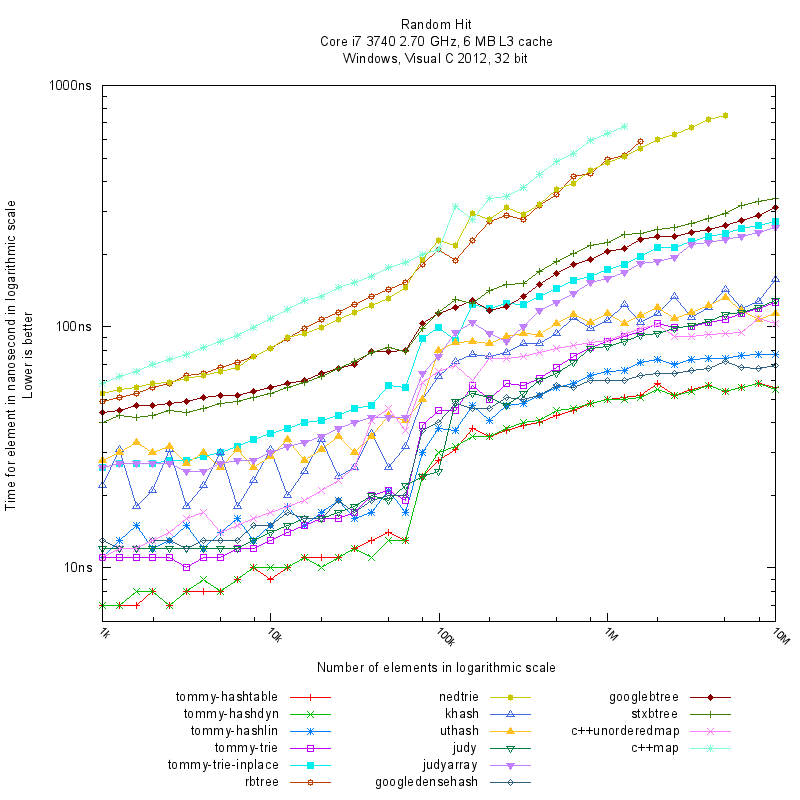 Random Hit
Core i7 3740 2.70 GHz, 6 MB L3 cache
Windows, Visual C 2012, 32 bit
1000ns
100ns
10ns
Time for element in nanosecond in logarithmic scale
Lower is better
1k
10k
100k
1M
10M
Number of elements in logarithmic scale
tommy-hashtable
tommy-hashdyn
tommy-hashlin
tommy-trie
tommy-trie-inplace
rbtree
nedtrie
khash
uthash
judy
judyarray
googledensehash
googlebtree
stxbtree
c++unorderedmap
c++map